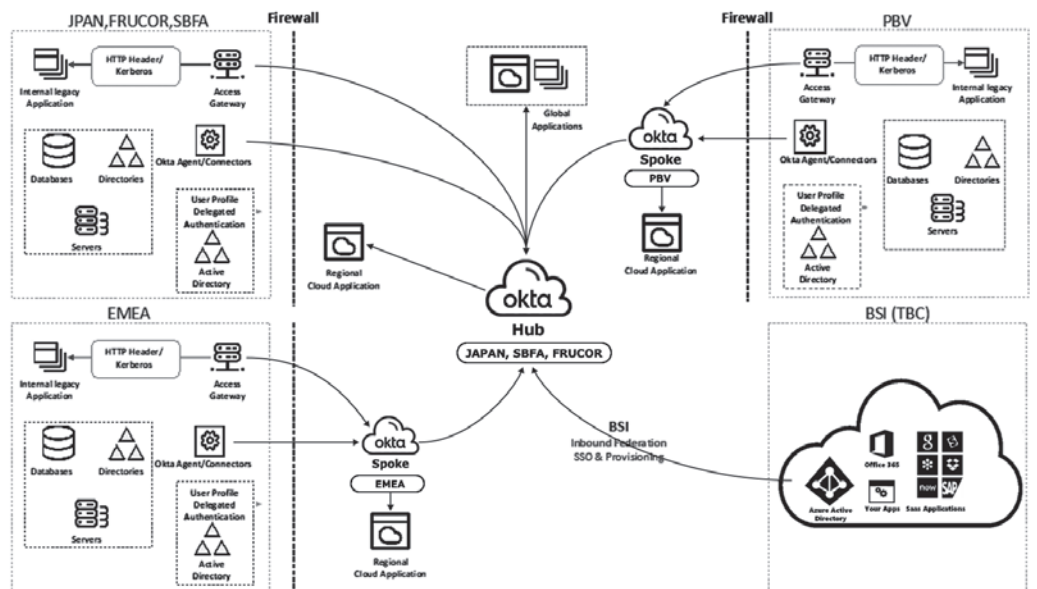 JPAN,FRUCOR,SBFA
Firewall
HTTP Header/
Kerberos
Internal legacy
Application
Access
Gateway
Databases
Directories
Okta Agent/Connectors
Servers
User Profile
Delegated
Authentication
Active
Directory
Global
Applications
Regional
Cloud Application
okta
Hub
JAPAN, SBFA, FRUCOR
Firewall
PBV
okta
Spoke
PBV
Regional
Cloud Application
Access
Gateway
HTTP Header/
Kerberos
Internal legacy
Application
Okta Agent/Connectors
Databases
Directories
Servers
User Profile
Delegated
Authentication
Active
Directory
EMEA
HTTP Header/
Kerberos
Internal legacy
Application
Access
Gateway
Databases
Directories
Okta Agent/Connectors
Servers
User Profile
Delegated
Authentication
Active
Directory
okta
Spoke
EMEA
Regional
Cloud Application
BSI
Inbound Federation
SSO & Provisioning
BSI (TBC)
Azure Active
Directory
Office 365
Your Apps
g
now
SAP
Saas Applications